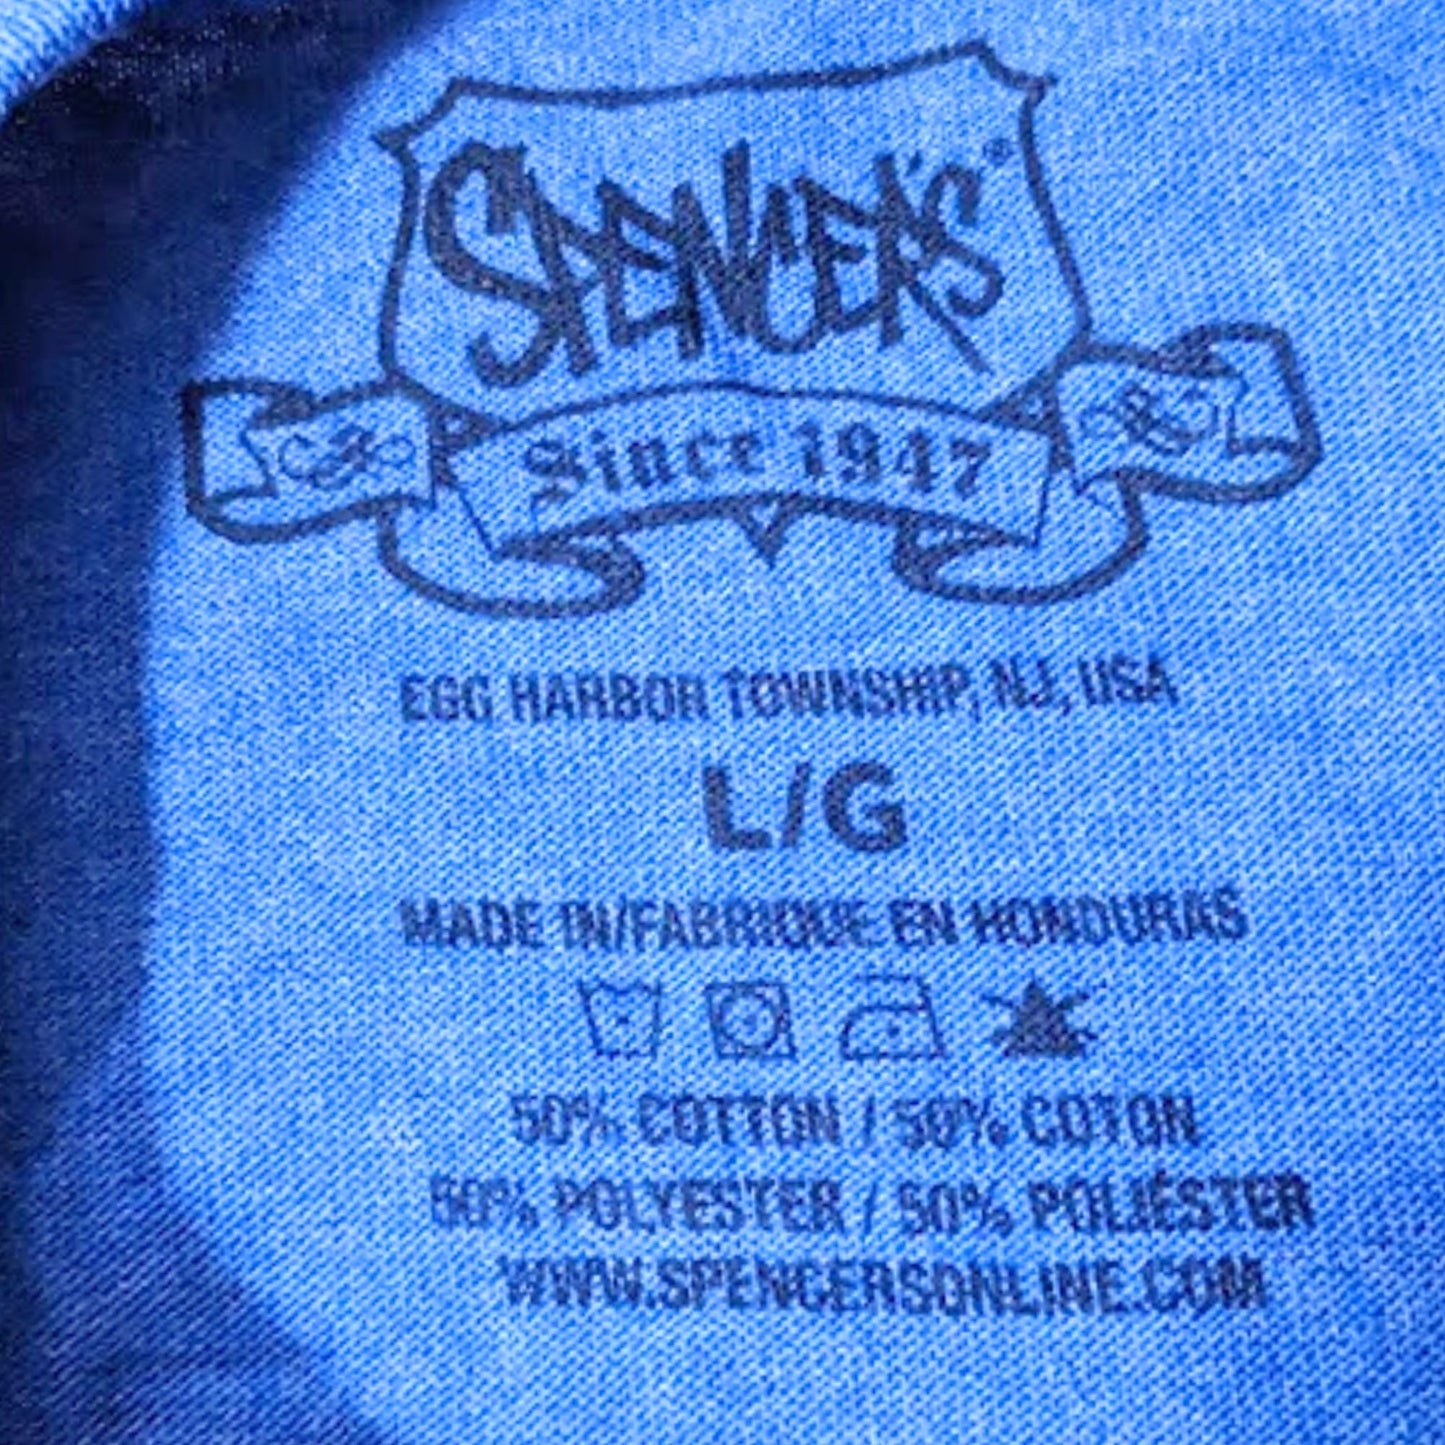 SPENCER'S®
Since 1947
EGG HARBOR TOWNSHIP, NJ, USA
L/G
MADE IN/FABRIQUE EN HONDURAS
50% COTTON / 50% COTON
50% POLYESTER / 50% POLIÉSTER
WWW.SPENCERSONLINE.COM